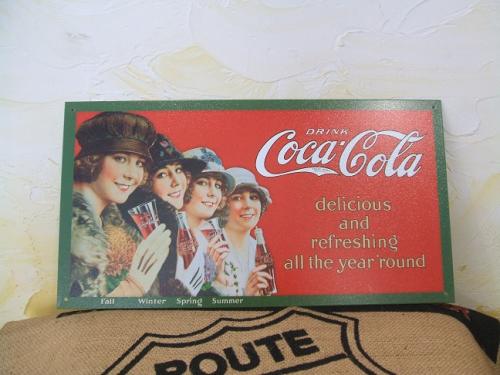 DRINK
Coca-Cola
delicious
and
refreshing
all the year 'round
Fall Winter Spring Summer
ROUTE